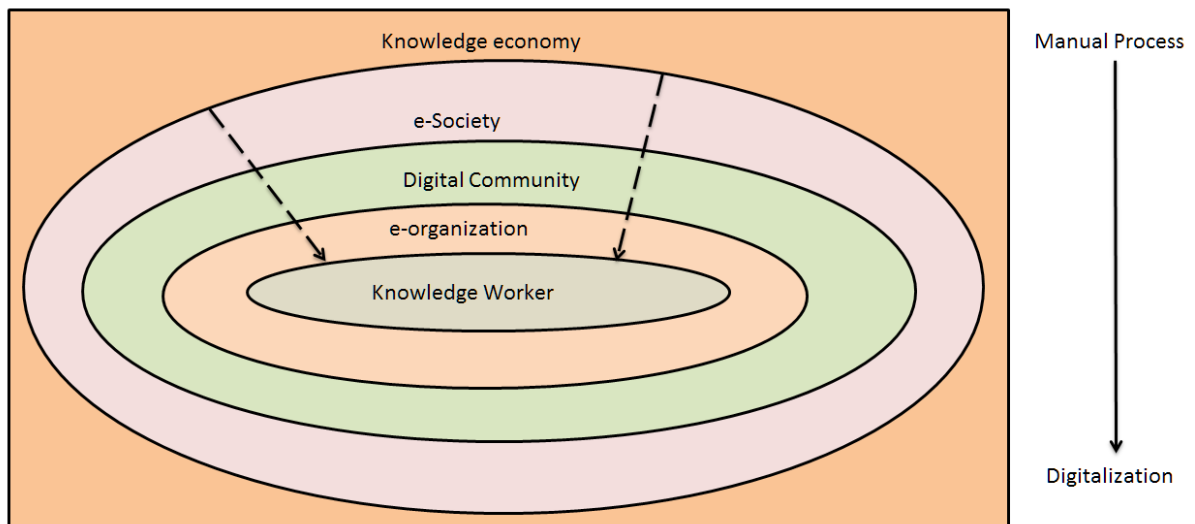 Knowledge economy
Manual Process
e-Society
Digital Community
e-organization
Knowledge Worker
Digitalization